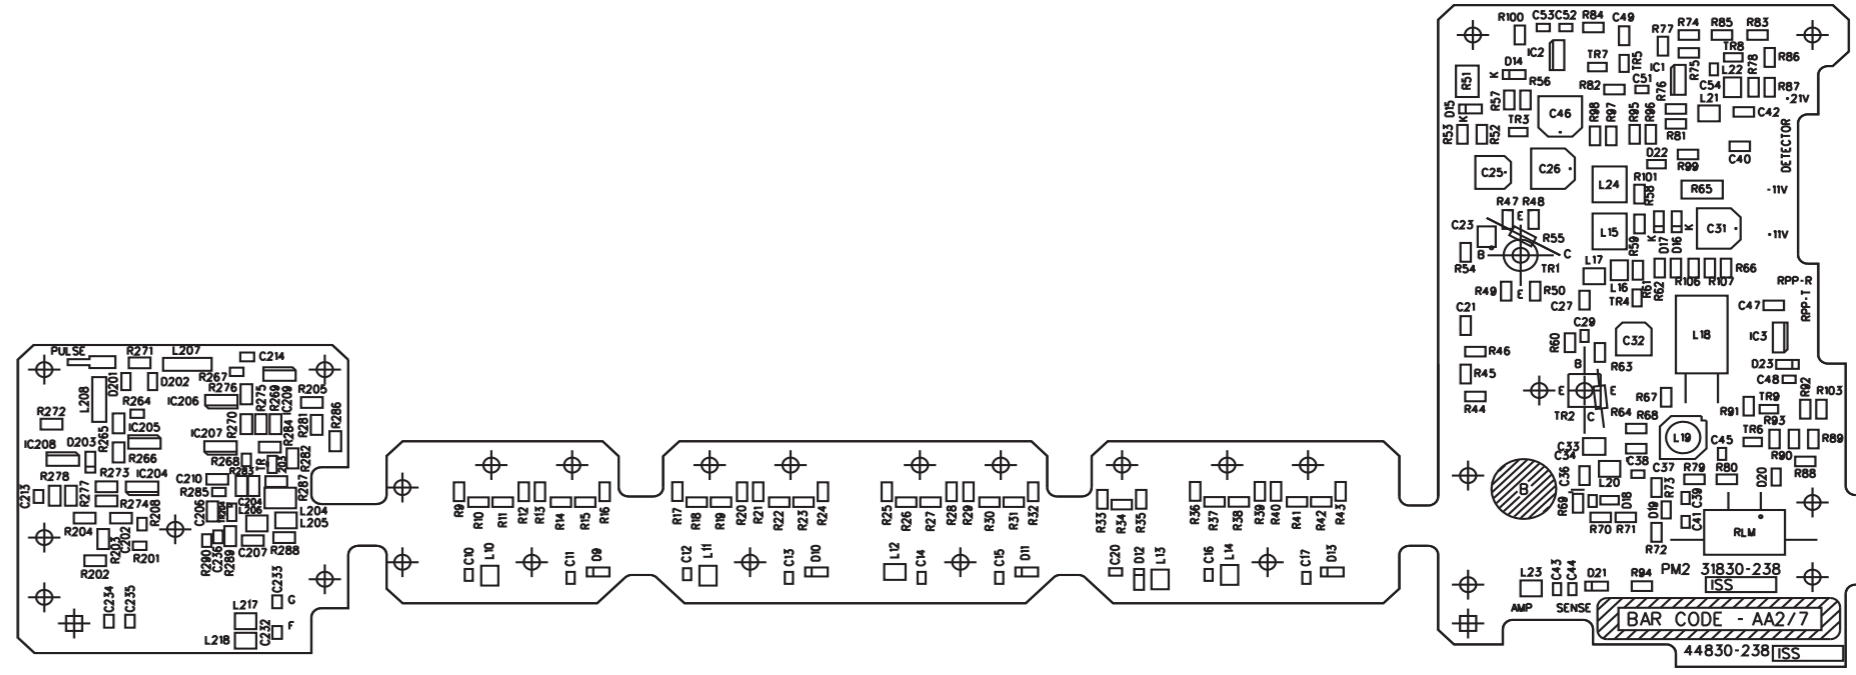 PULSE
R271
L207
C214
R267
D201
D202
R276
R275
R269
C209
R205
L208
IC206
R264
R272
R265
IC205
R270
R284
R281
R286
IC208
D203
R266
IC207
R268
R282
R278
R273
IC204
C210
R283
TR
203
R287
C213
R277
R274
R208
R285
C204
L204
C206
L206
L205
R204
R203
C202
R201
R290
C236
R289
C207
R288
R202
C234
C235
C233
G
L217
F
L218
C232
R9
R10
R11
R12
R13
R14
R15
R16
C10
L10
C11
D9
R17
R18
R19
R20
R21
R22
R23
R24
C12
L11
C13
D10
R25
R26
R27
R28
R29
R30
R31
R32
L12
C14
C15
D11
R33
R34
R35
C20
D12
L13
R36
R37
R38
R39
R40
R41
R42
R43
C16
L14
C17
D13
R100
C53
C52
R84
C49
R77
R74
R85
R83
IC2
TR7
TR5
IC1
R75
TR8
R78
R86
K
D14
R51
R56
R82
C51
R76
C54
L22
R87
-21V
D15
K
R57
C46
R98
R97
R95
R96
L21
C42
R53
R52
TR3
R81
DETECTOR
C25
C26
D22
R99
C40
L24
R101
R58
R65
-11V
R47
R48
E
C23
R55
L15
R59
K
D17
D16
K
C31
-11V
R54
B
C
TR1
L17
L16
R61
R62
R106
R107
R66
RPP-R
R49
E
R50
C27
TR4
RPP-T
C21
C29
R60
C32
L18
C47
IC3
R46
R63
D23
R45
B
C48
R44
E
E
R67
R92
R103
TR2
C
R64
R68
R91
TR9
R93
C33
C34
L19
C45
TR6
R89
R90
R88
B
C36
L20
C38
C37
R79
R80
D20
R69
D18
R73
C39
D19
C41
R70
R71
R72
RLM
L23
C43
C44
D21
R94
PM2 31830-238
ISS
AMP
SENSE
BAR CODE - AA2/7
44830-238 ISS